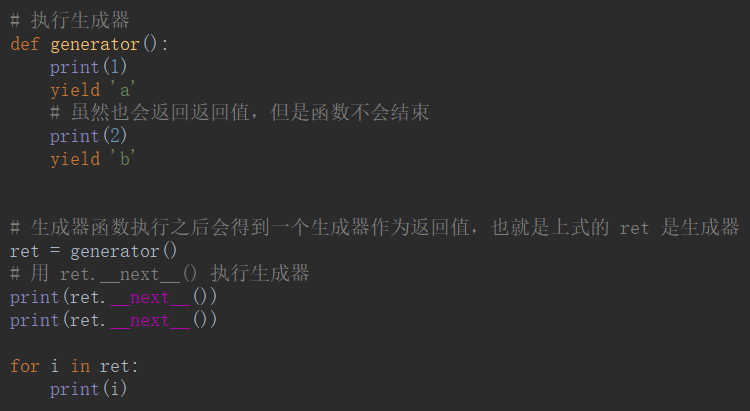 # 执行生成器
def generator():
    print(1)
    yield 'a'
    # 虽然也会返回返回值，但是函数不会结束
    print(2)
    yield 'b'
# 生成器函数执行之后会得到一个生成器作为返回值，也就是上式的 ret 是生成器
ret = generator()
# 用 ret.__next__() 执行生成器
print(ret.__next__())
print(ret.__next__())
for i in ret:
    print(i)